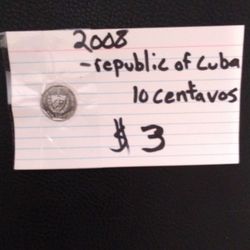 2008
-republic of Cuba
10 centavos
$3